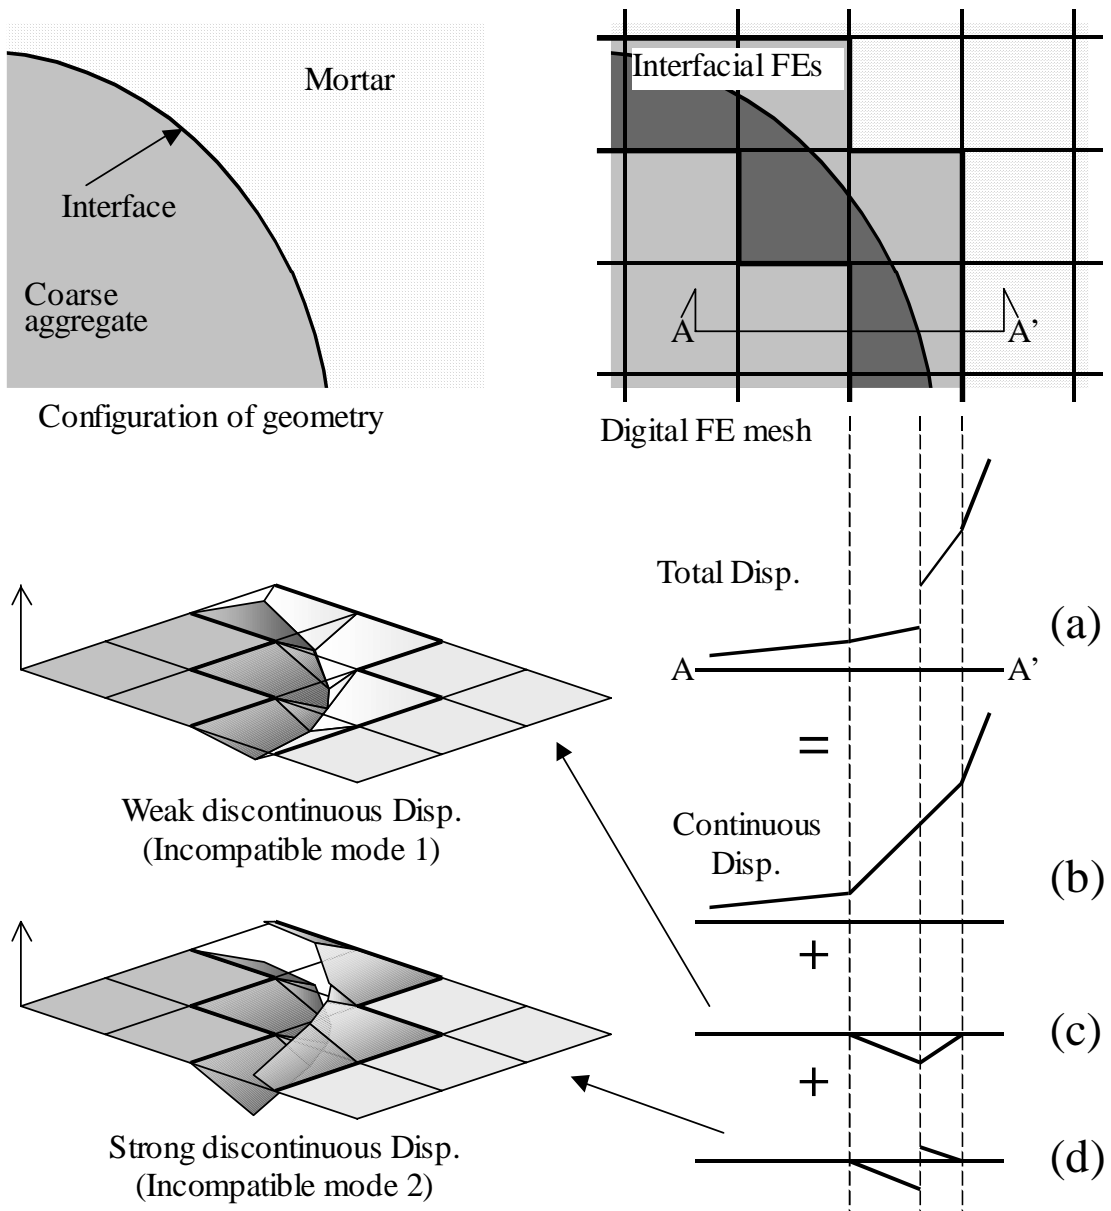 Mortar
Interface
Coarse
aggregate
Configuration of geometry
Interfacial FEs
A
A’
Digital FE mesh
Total Disp.
(a)
A
A’
=
Weak discontinuous Disp.
(Incompatible mode 1)
Continuous
Disp.
(b)
+
(c)
+
Strong discontinuous Disp.
(Incompatible mode 2)
(d)